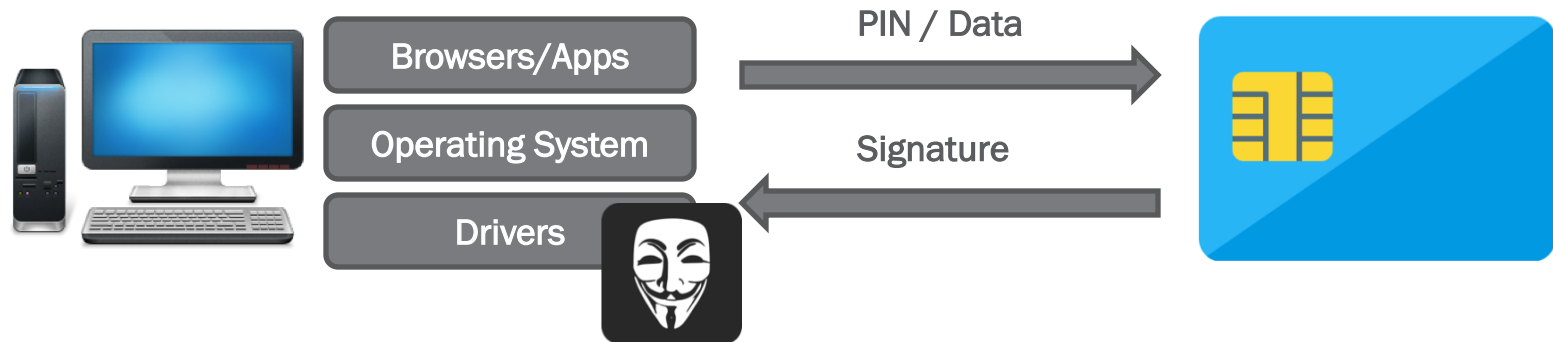 Browsers/Apps
Operating System
Drivers
PIN / Data
Signature